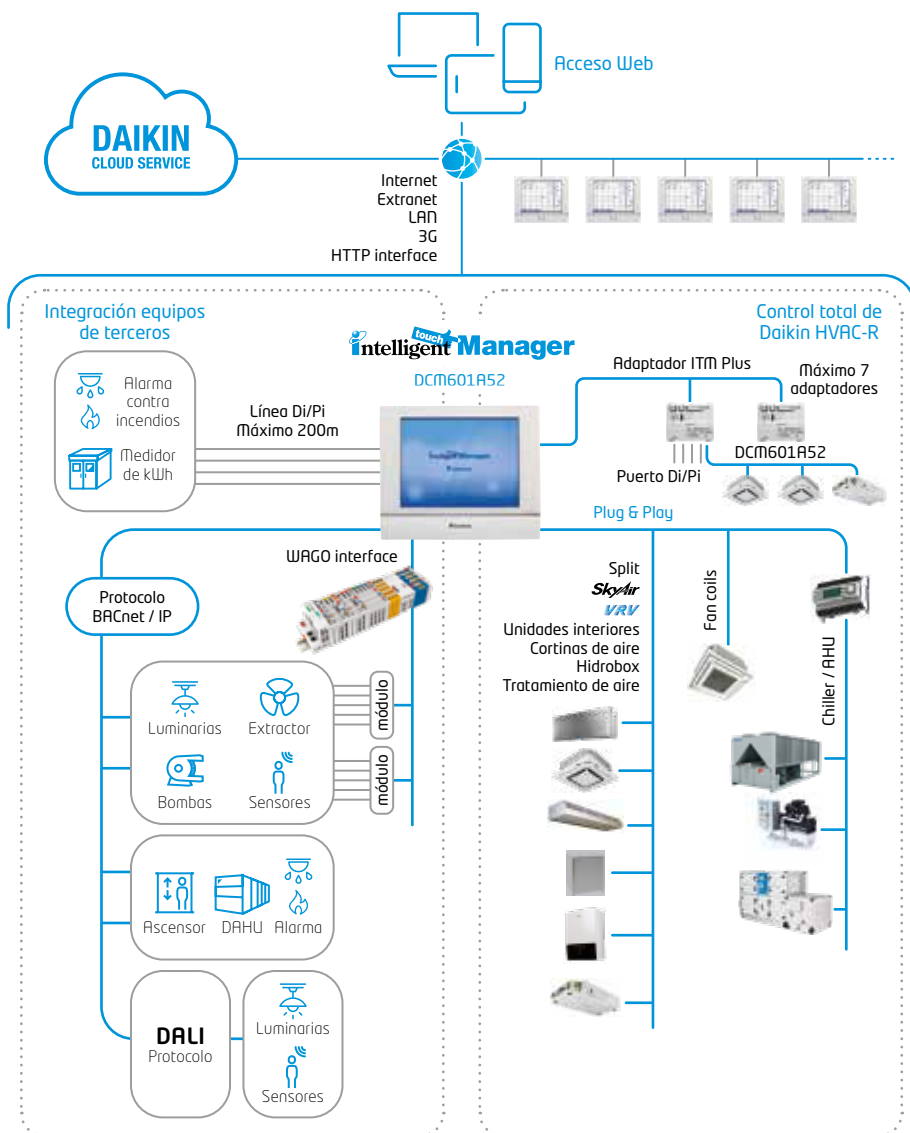 Acceso Web
DAIKIN
CLOUD SERVICE
Internet
Extranet
LAN
3G
HTTP interface
Integración equipos
de terceros
Control total de
Daikin HVAC-R
intelligent touch Manager
DCM601A52
Adaptador ITM Plus
Máximo 7
adaptadores
Alarma
contra
incendios
Medidor
de kWh
Línea Di/Pi
Máximo 200m
Puerto Di/Pi
DCM601A52
Plug & Play
WAGO interface
Protocolo
BACnet / IP
Split
SkyAir
VRV
Unidades interiores
Cortinas de aire
Hidrobox
Tratamiento de aire
Fan coils
Chiller / AHU
Luminarias
Extractor
módulo
Bombas
Sensores
módulo
Ascensor
DAHU
Alarma
DALI
Protocolo
Luminarias
Sensores